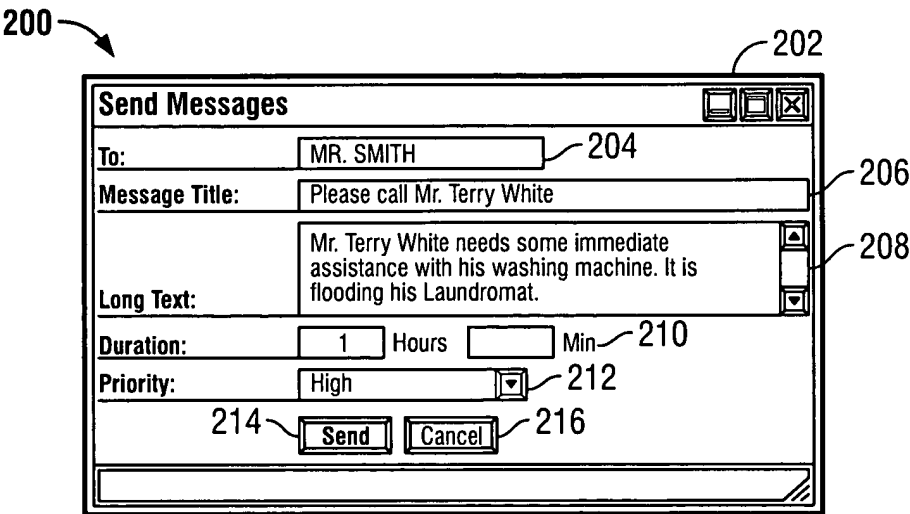 200
202
Send Messages
To: MR. SMITH 204
Message Title: Please call Mr. Terry White 206
Long Text: Mr. Terry White needs some immediate
assistance with his washing machine. It is
flooding his Laundromat.
208
Duration: 1 Hours Min 210
Priority: High 212
214 Send Cancel 216